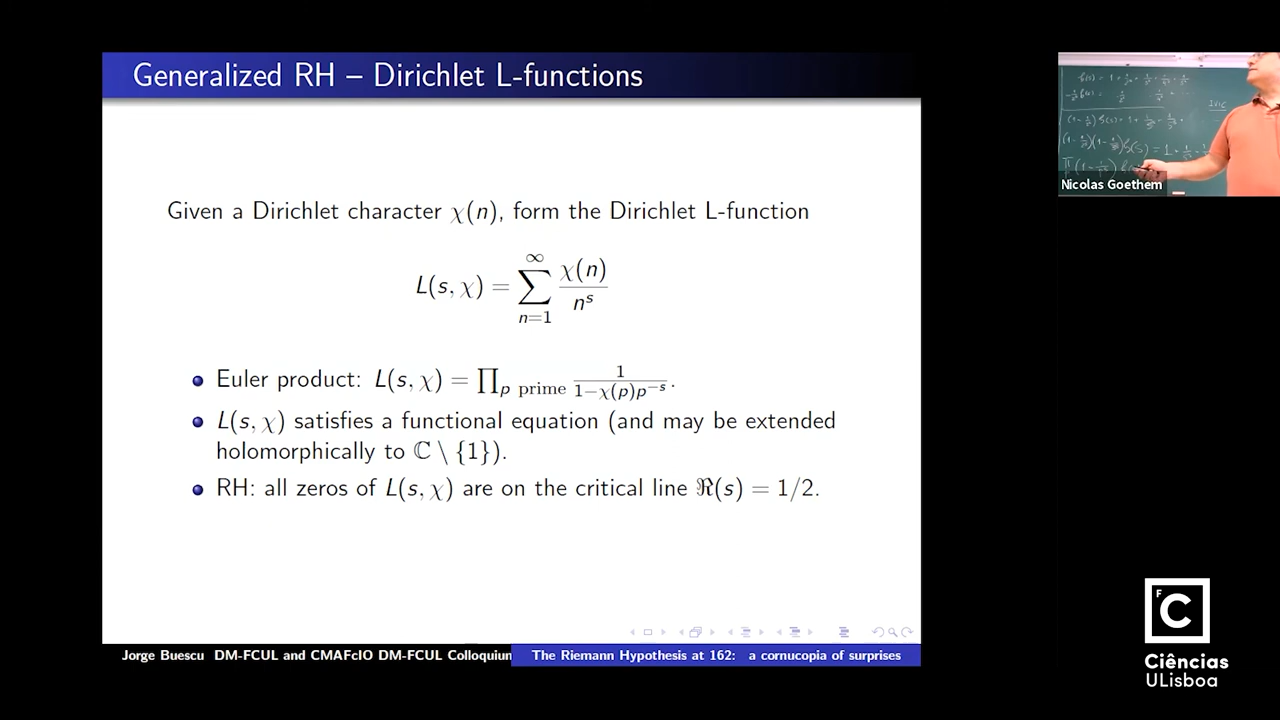 Generalized RH – Dirichlet L-functions
Given a Dirichlet character χ(n), form the Dirichlet L-function
L(s, χ) = ∑_{n=1}^{∞} χ(n)/n^s
Euler product: L(s, χ) = ∏_{p prime} 1/(1−χ(p)p^{−s}).
L(s, χ) satisfies a functional equation (and may be extended
holomorphically to ℂ \ {1}).
RH: all zeros of L(s, χ) are on the critical line ℜ(s) = 1/2.
Jorge Buescu DM-FCUL and CMAFcIO DM-FCUL Colloquium
The Riemann Hypothesis at 162: a cornucopia of surprises
Nicolas Goethem
F
C
Ciências
ULisboa